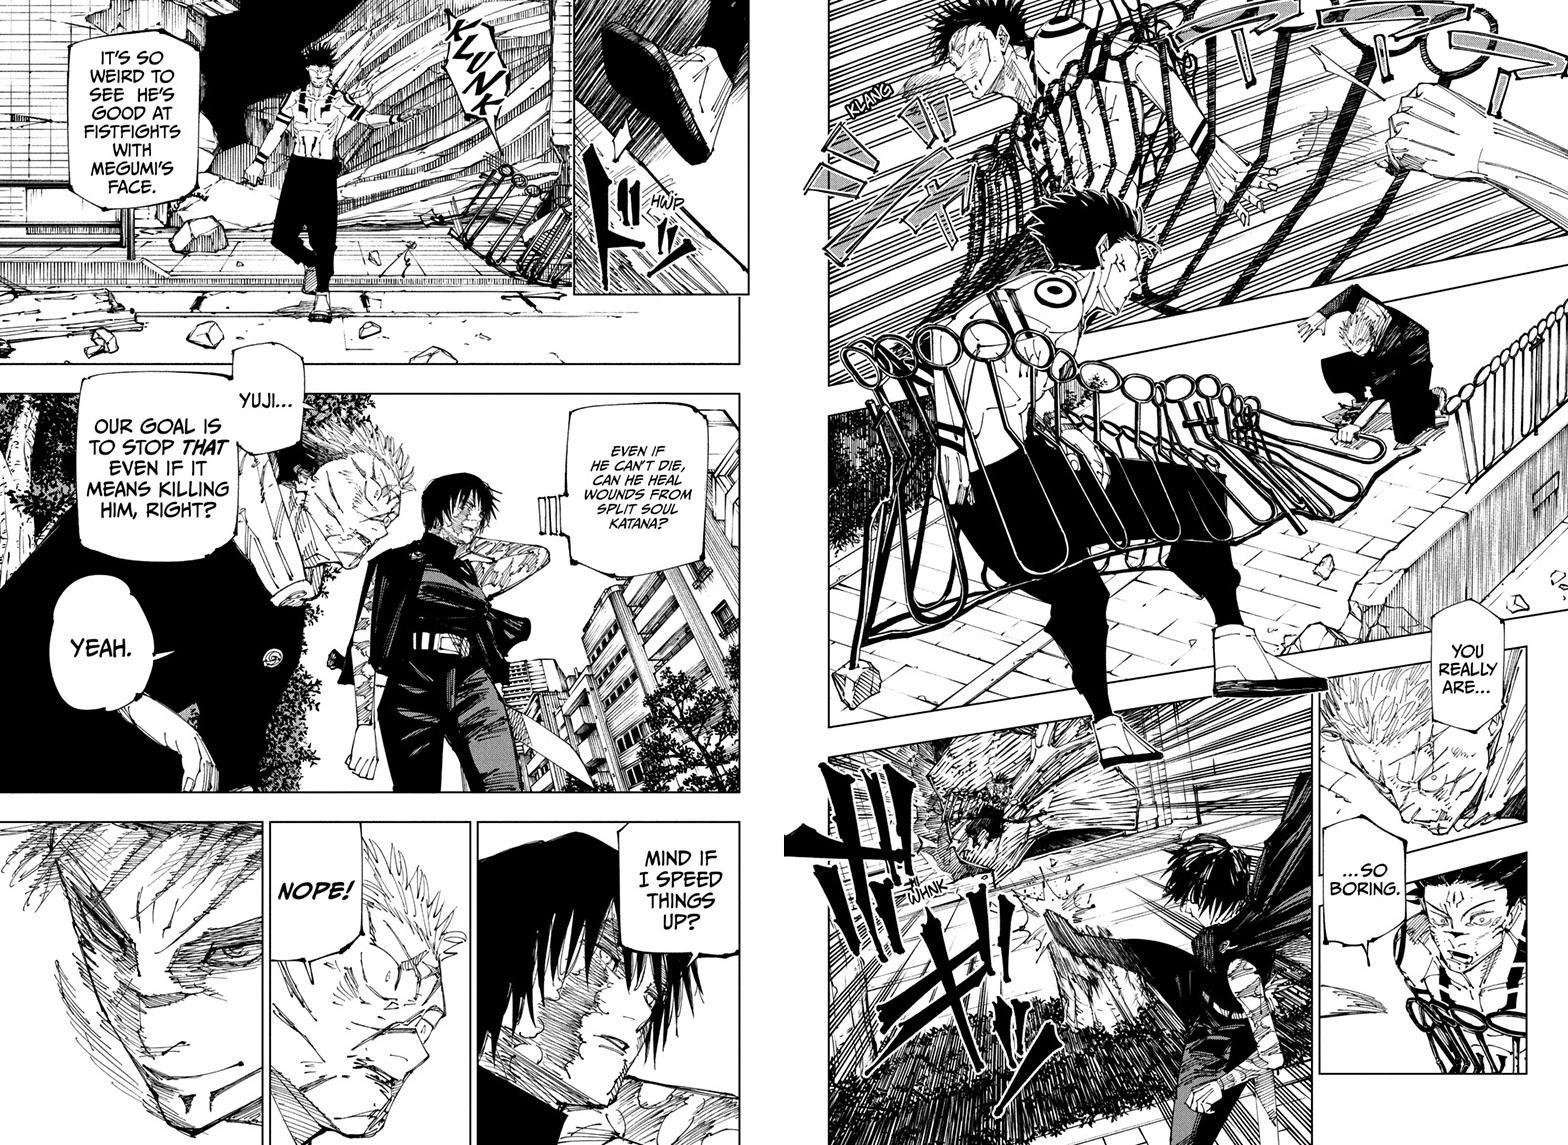 KLANG
YOU
REALLY
ARE...
...SO
BORING.
WHNK
HWP
KLUNK
IT'S SO
WEIRD TO
SEE HE'S
GOOD AT
FISTFIGHTS
WITH
MEGUMI'S
FACE.
EVEN IF
HE CAN'T DIE,
CAN HE HEAL
WOUNDS FROM
SPLIT SOUL
KATANA?
YUJI...
OUR GOAL IS
TO STOP THAT
EVEN IF IT
MEANS KILLING
HIM, RIGHT?
YEAH.
MIND IF
I SPEED
THINGS
UP?
NOPE!